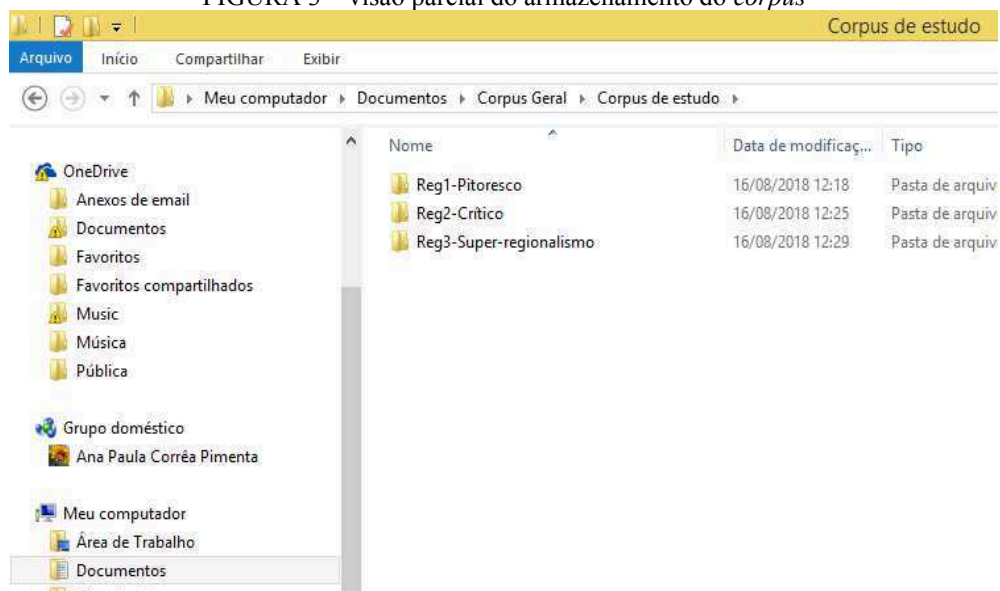 FIGURA 3 – Visão parcial do armazenamento do corpus
Corpus de estudo
Arquivo Início Compartilhar Exibir
Meu computador Documentos Corpus Geral Corpus de estudo
Nome Data de modificaç... Tipo
OneDrive
Anexos de email
Documentos
Favoritos
Favoritos compartilhados
Music
Música
Pública
Reg1-Pitoresco 16/08/2018 12:18 Pasta de arquiv
Reg2-Crítico 16/08/2018 12:25 Pasta de arquiv
Reg3-Super-regionalismo 16/08/2018 12:29 Pasta de arquiv
Grupo doméstico
Ana Paula Corrêa Pimenta
Meu computador
Área de Trabalho
Documentos